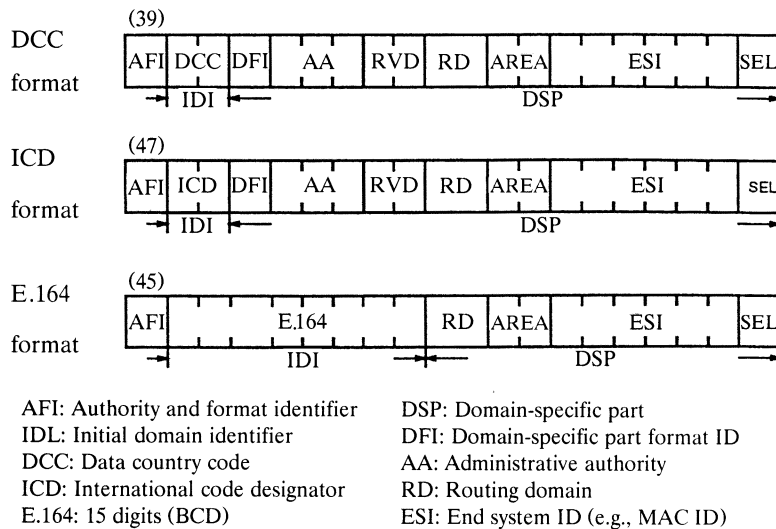 (39)
DCC format
AFI DCC DFI AA RVD RD AREA ESI SEL
IDI DSP
(47)
ICD format
AFI ICD DFI AA RVD RD AREA ESI SEL
IDI DSP
(45)
E.164 format
AFI E.164 RD AREA ESI SEL
IDI DSP
AFI: Authority and format identifier
IDL: Initial domain identifier
DCC: Data country code
ICD: International code designator
E.164: 15 digits (BCD)
DSP: Domain-specific part
DFI: Domain-specific part format ID
AA: Administrative authority
RD: Routing domain
ESI: End system ID (e.g., MAC ID)